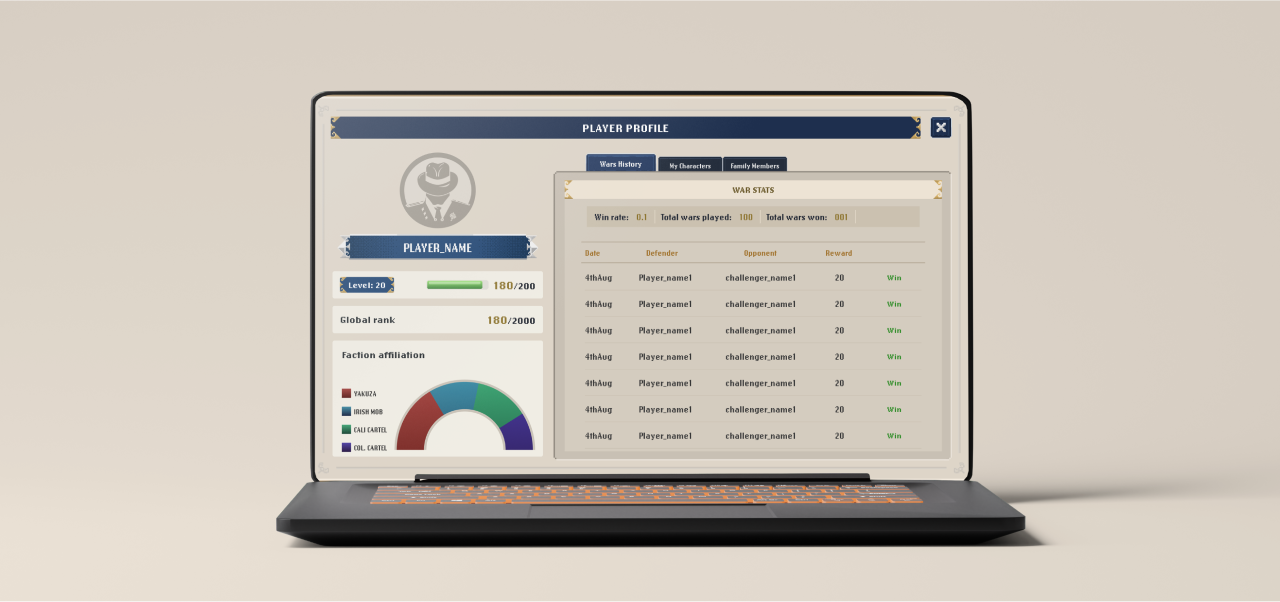 PLAYER PROFILE
PLAYER_NAME
Level: 20
180/200
Global rank
180/2000
Faction affiliation
YAKUZA
IRISH MOB
CALI CARTEL
COL. CARTEL
Wars History
My Characters
Family Members
WAR STATS
Win rate: 0.1 Total wars played: 100 Total wars won: 001
Date Defender Opponent Reward
4thAug Player_name1 challenger_name1 20 Win
4thAug Player_name1 challenger_name1 20 Win
4thAug Player_name1 challenger_name1 20 Win
4thAug Player_name1 challenger_name1 20 Win
4thAug Player_name1 challenger_name1 20 Win
4thAug Player_name1 challenger_name1 20 Win
4thAug Player_name1 challenger_name1 20 Win